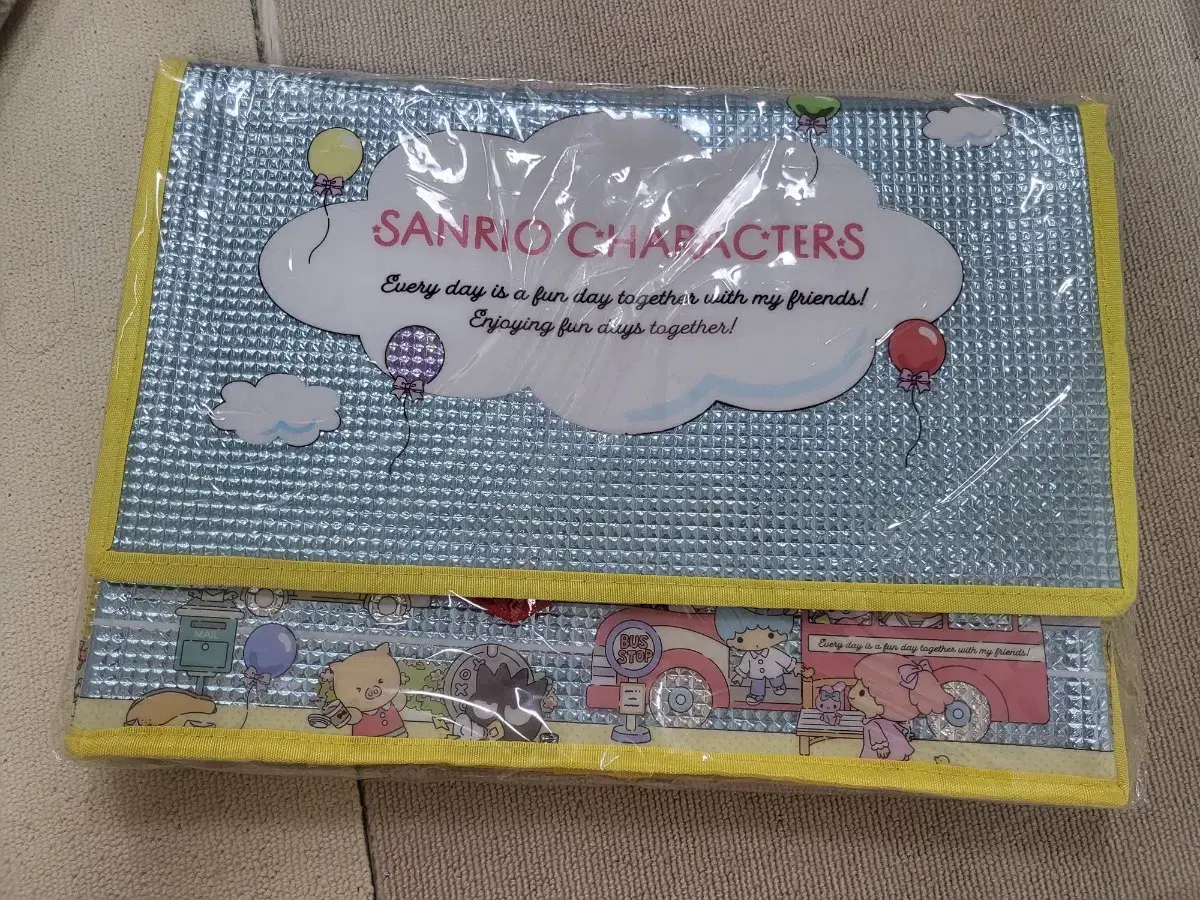 SANRIO CHARACTERS
Every day is a fun day together with my friends!
Enjoying fun days together!
MAIL
BUS
STOP
Every day is a fun day together with my friends!